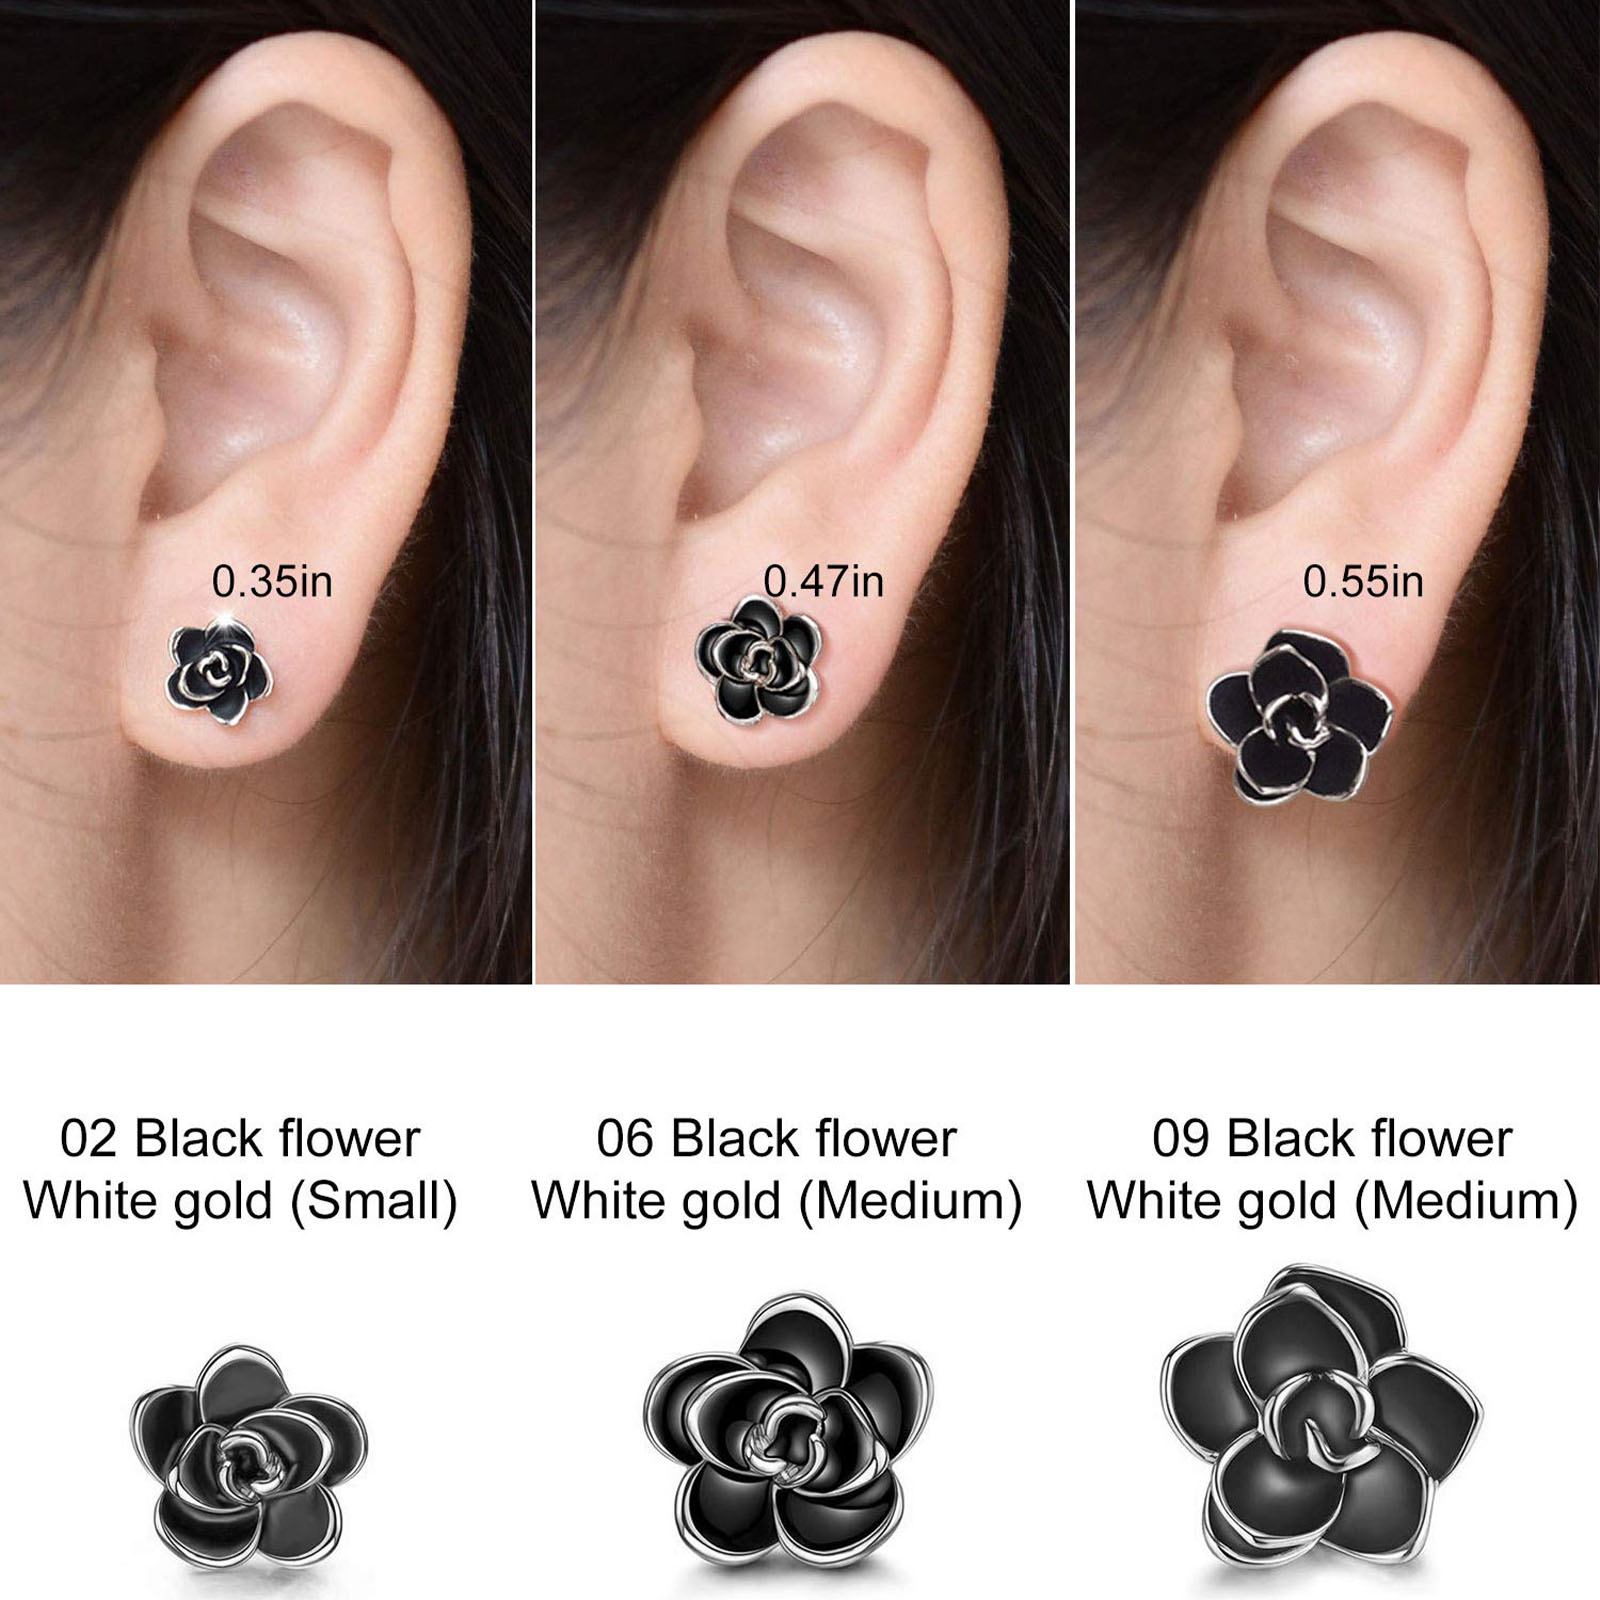 0.35in
0.47in
0.55in
02 Black flower
White gold (Small)
06 Black flower
White gold (Medium)
09 Black flower
White gold (Medium)